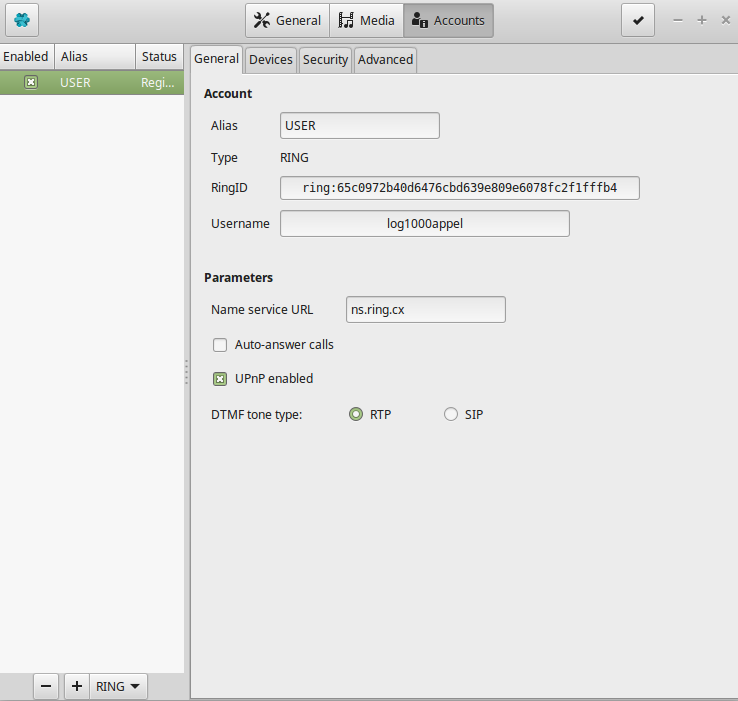 General Media Accounts
Enabled Alias Status
USER Regi...
General Devices Security Advanced
Account
Alias USER
Type RING
RingID ring:65c0972b40d6476cbd639e809e6078fc2f1fffb4
Username log1000appel
Parameters
Name service URL ns.ring.cx
Auto-answer calls
UPnP enabled
DTMF tone type: RTP SIP
RING